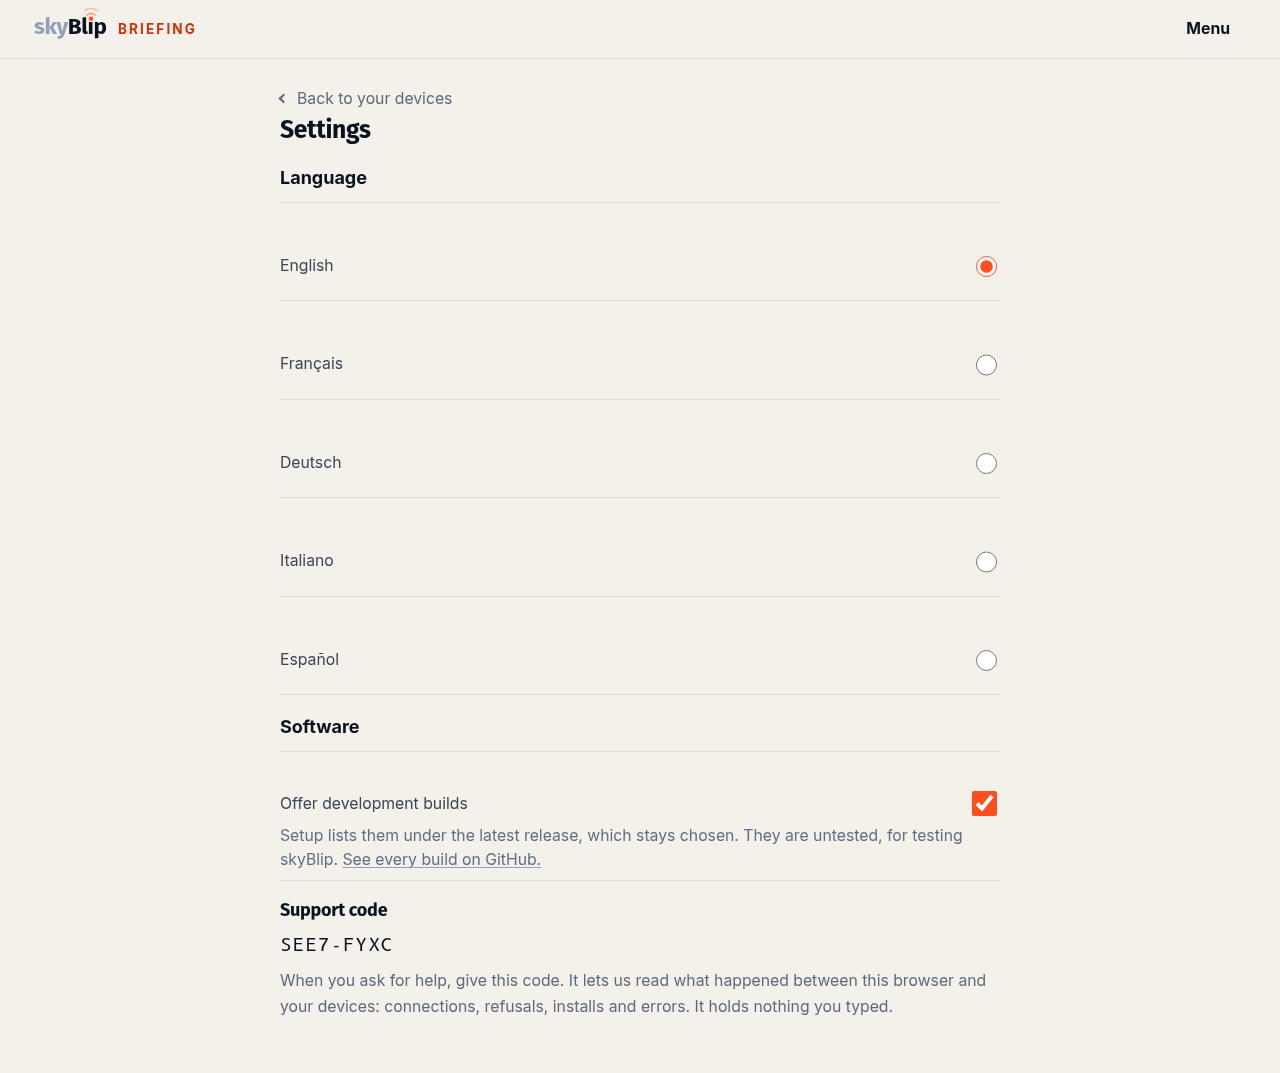 skyBlip BRIEFING
Menu
Back to your devices
Settings
Language
English
Français
Deutsch
Italiano
Español
Software
Offer development builds
Setup lists them under the latest release, which stays chosen. They are untested, for testing
skyBlip. See every build on GitHub.
Support code
SEE7-FYXC
When you ask for help, give this code. It lets us read what happened between this browser and
your devices: connections, refusals, installs and errors. It holds nothing you typed.